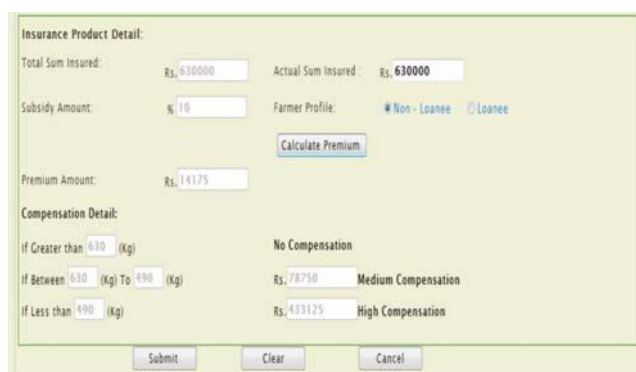 Insurance Product Detail:
Total Sum Insured: Rs. 630000 Actual Sum Insured : Rs. 630000
Subsidy Amount: % 10 Farmer Profile: Non - Loanee Loanee
Calculate Premium
Premium Amount: Rs. 14175
Compensation Detail:
If Greater than 630 (Kg) No Compensation
If Between 630 (Kg) To 490 (Kg) Rs. 78750 Medium Compensation
If Less than 490 (Kg) Rs. 433125 High Compensation
Submit Clear Cancel